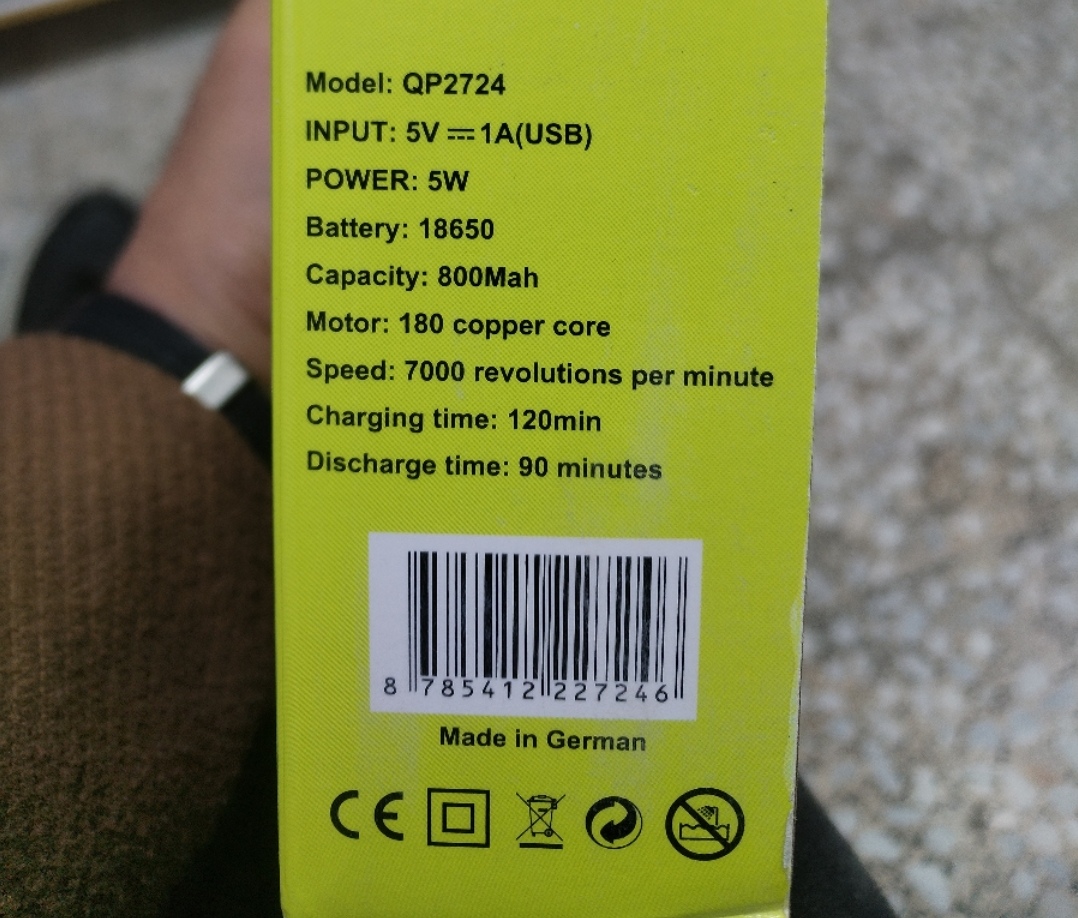 Model: QP2724
INPUT: 5V ⎓ 1A(USB)
POWER: 5W
Battery: 18650
Capacity: 800Mah
Motor: 180 copper core
Speed: 7000 revolutions per minute
Charging time: 120min
Discharge time: 90 minutes
8 785412 227246
Made in German
CE